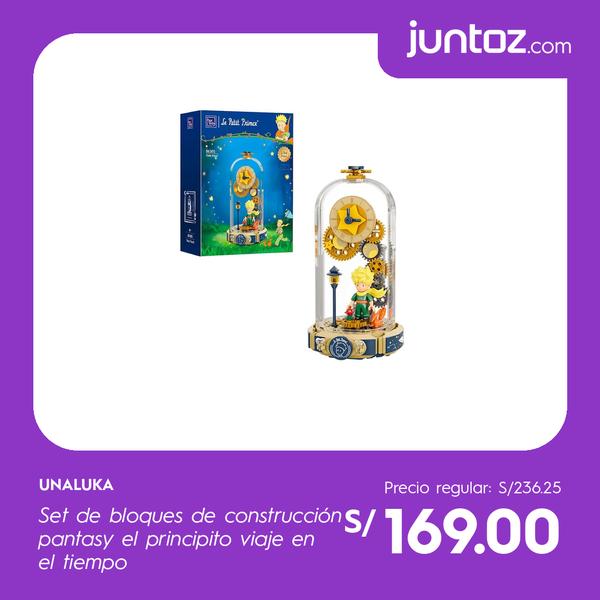 juntoz.com
Le Petit Prince
UNALUKA
Set de bloques de construcción
pantasy el principito viaje en
el tiempo
Precio regular: S/236.25
S/ 169.00